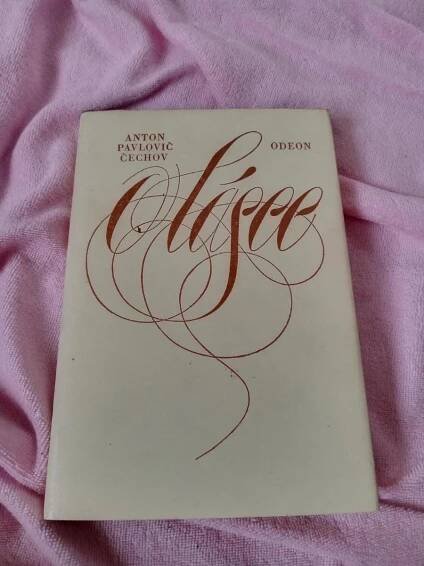 ANTON
PAVLOVIČ
ČECHOV
ODEON
O lásce